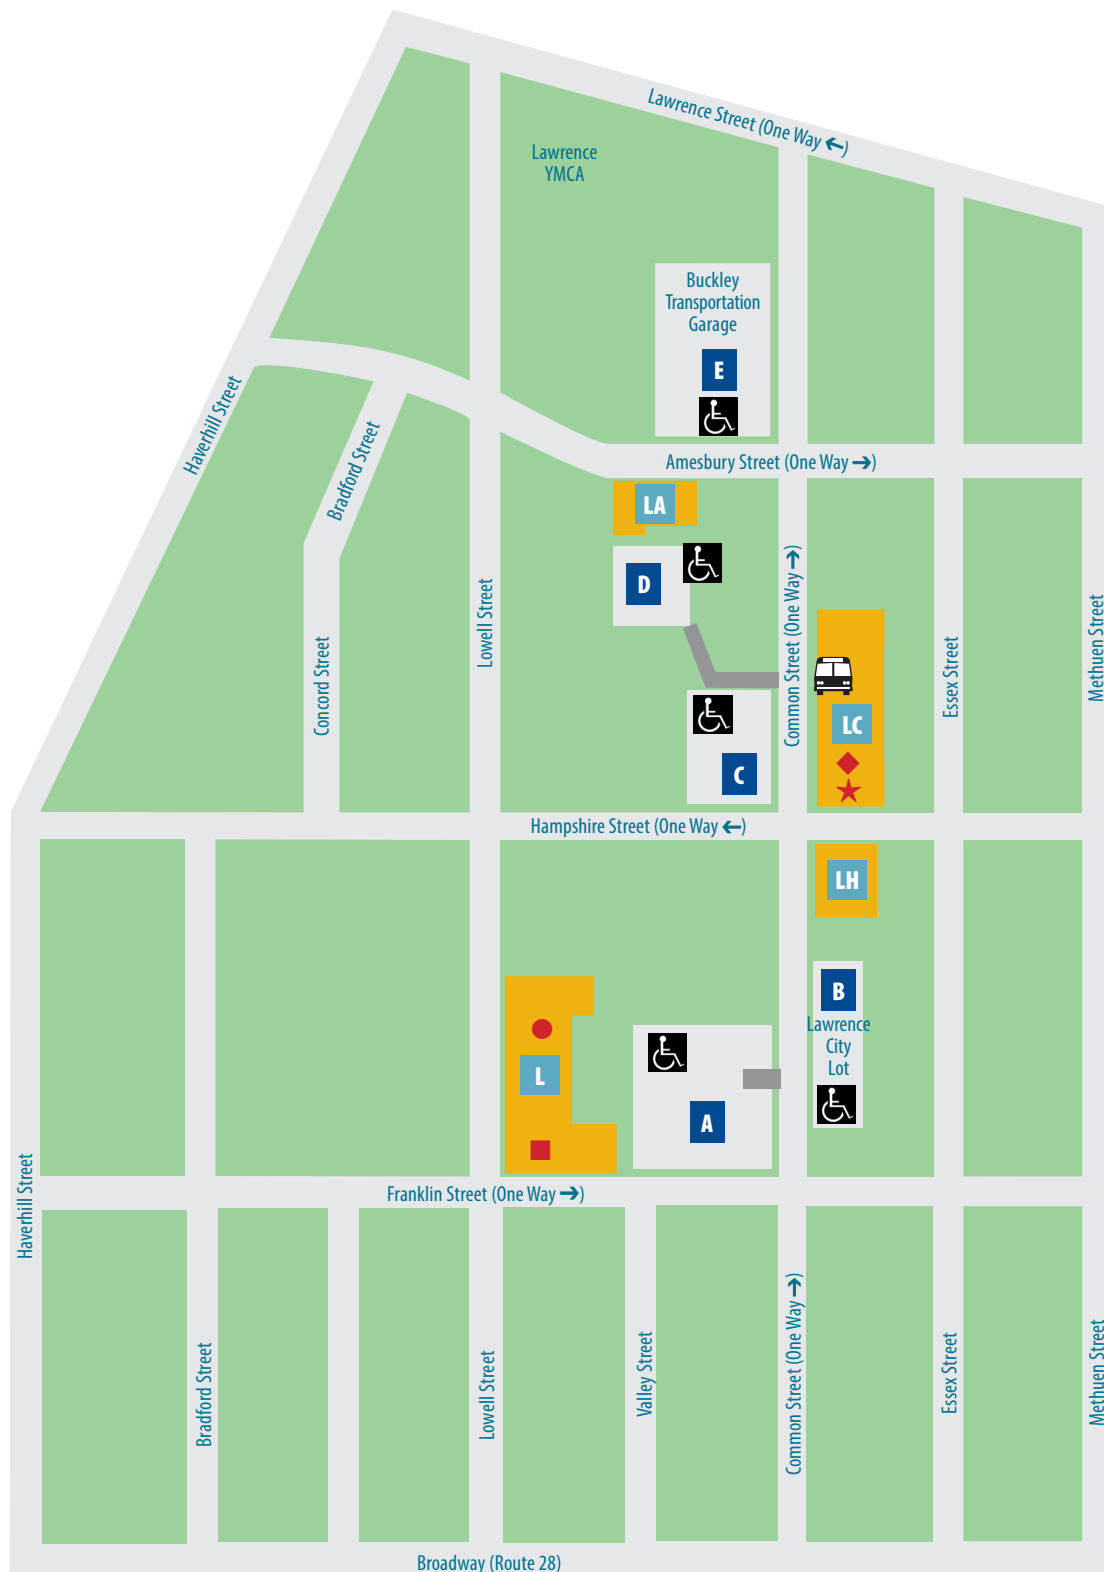 Lawrence Street (One Way ←)
Lawrence
YMCA
Buckley
Transportation
Garage
E
Haverhill Street
Bradford Street
Amesbury Street (One Way →)
LA
D
Lowell Street
Concord Street
Common Street (One Way →)
Essex Street
Methuen Street
LC
C
Hampshire Street (One Way ←)
LH
B
Lawrence
City
Lot
L
A
Haverhill Street
Franklin Street (One Way →)
Bradford Street
Lowell Street
Valley Street
Common Street (One Way →)
Essex Street
Methuen Street
Broadway (Route 28)